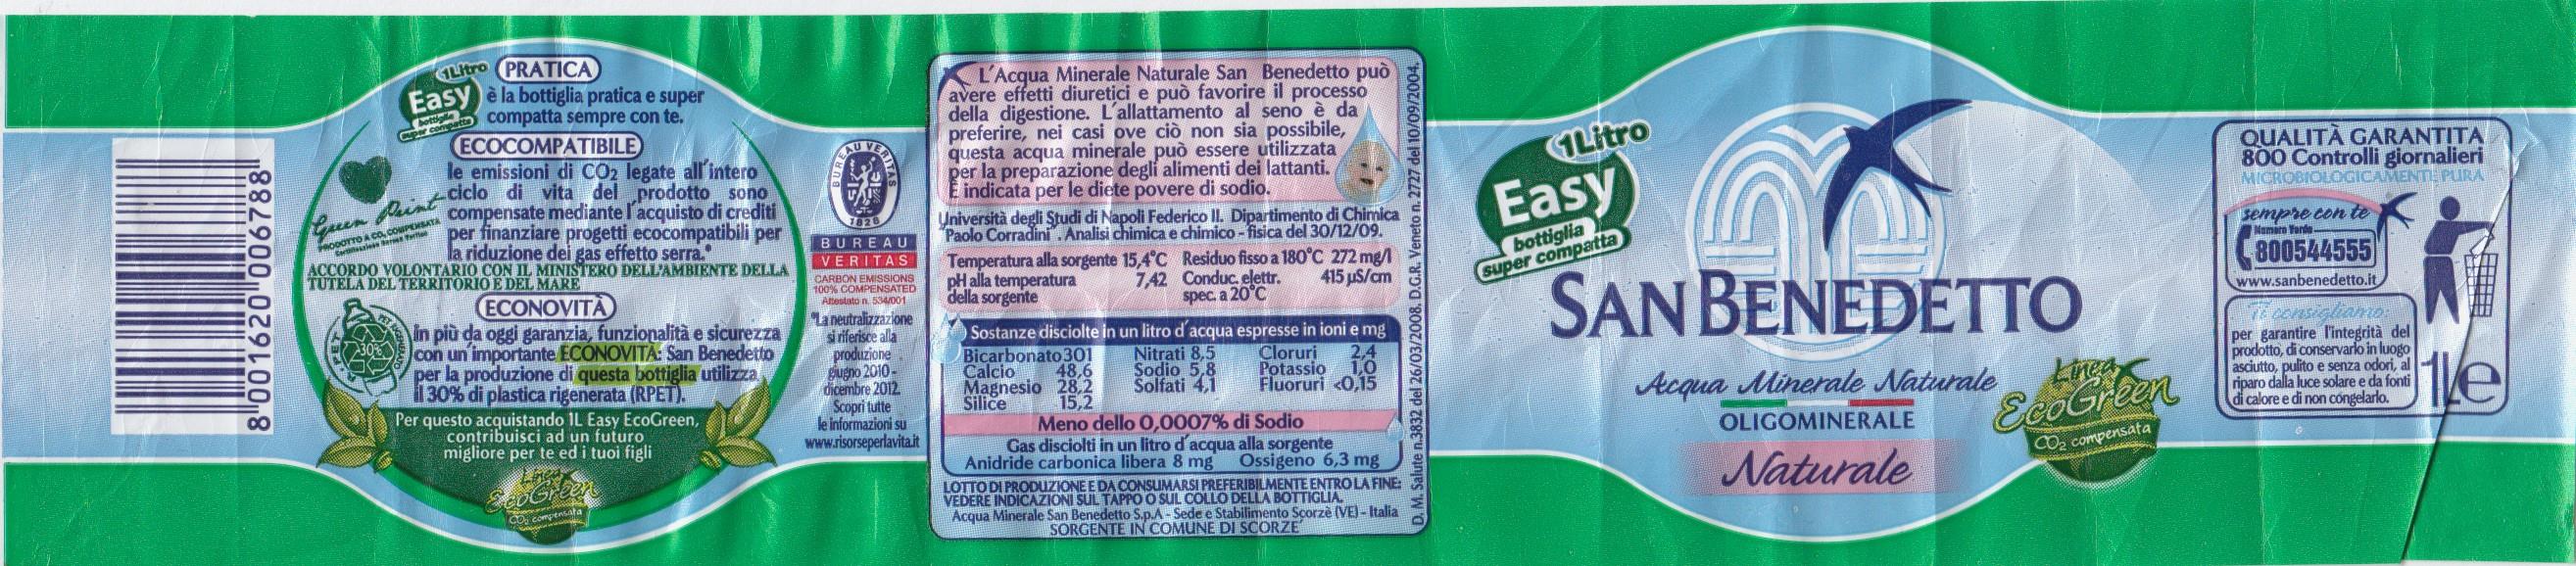 8 001620 006788
1Litro
Easy
bottiglia
super compatta
PRATICA
è la bottiglia pratica e super
compatta sempre con te.
ECOCOMPATIBILE
le emissioni di CO2 legate all'intero
ciclo di vita del prodotto sono
compensate mediante l'acquisto di crediti
per finanziare progetti ecocompatibili per
la riduzione dei gas effetto serra.*
Green Point
PRODOTTO A CO2 COMPENSATA
ACCORDO VOLONTARIO CON IL MINISTERO DELL'AMBIENTE DELLA
TUTELA DEL TERRITORIO E DEL MARE
ECONOVITÀ
30%
in più da oggi garanzia, funzionalità e sicurezza
con un'importante ECONOVITÀ: San Benedetto
per la produzione di questa bottiglia utilizza
il 30% di plastica rigenerata (RPET).
Per questo acquistando 1L Easy EcoGreen,
contribuisci ad un futuro
migliore per te ed i tuoi figli
Linea
EcoGreen
CO2 compensata
BUREAU VERITAS
1828
BUREAU
VERITAS
CARBON EMISSIONS
100% COMPENSATED
Attestato n. 534/001
*La neutralizzazione
si riferisce alla
produzione
giugno 2010 -
dicembre 2012.
Scopri tutte
le informazioni su
www.risorseperlavita.it
L'Acqua Minerale Naturale San Benedetto può
avere effetti diuretici e può favorire il processo
della digestione. L'allattamento al seno è da
preferire, nei casi ove ciò non sia possibile,
questa acqua minerale può essere utilizzata
per la preparazione degli alimenti dei lattanti.
È indicata per le diete povere di sodio.
Università degli Studi di Napoli Federico II. Dipartimento di Chimica
"Paolo Corradini". Analisi chimica e chimico - fisica del 30/12/09.
Temperatura alla sorgente 15,4°C Residuo fisso a 180°C 272 mg/l
pH alla temperatura 7,42 Conduc. elettr. 415 µS/cm
della sorgente spec. a 20°C
Sostanze disciolte in un litro d'acqua espresse in ioni e mg
Bicarbonato 301 Nitrati 8,5 Cloruri 2,4
Calcio 48,6 Sodio 5,8 Potassio 1,0
Magnesio 28,2 Solfati 4,1 Fluoruri <0,15
Silice 15,2
Meno dello 0,0007% di Sodio
Gas disciolti in un litro d'acqua alla sorgente
Anidride carbonica libera 8 mg Ossigeno 6,3 mg
LOTTO DI PRODUZIONE E DA CONSUMARSI PREFERIBILMENTE ENTRO LA FINE:
VEDERE INDICAZIONI SUL TAPPO O SUL COLLO DELLA BOTTIGLIA.
Acqua Minerale San Benedetto S.p.A - Sede e Stabilimento Scorzè (VE) - Italia
SORGENTE IN COMUNE DI SCORZE'
D. M. Salute n.3832 del 26/03/2008. D.G.R. Veneto n.2727 del 10/09/2004.
1Litro
Easy
bottiglia
super compatta
SAN BENEDETTO
Acqua Minerale Naturale
OLIGOMINERALE
Naturale
Linea
EcoGreen
CO2 compensata
QUALITÀ GARANTITA
800 Controlli giornalieri
MICROBIOLOGICAMENTE PURA
sempre con te
Numero Verde
800544555
www.sanbenedetto.it
Ti consigliamo:
per garantire l'integrità del
prodotto, di conservarlo in luogo
asciutto, pulito e senza odori, al
riparo dalla luce solare e da fonti
di calore e di non congelarlo.
1L e